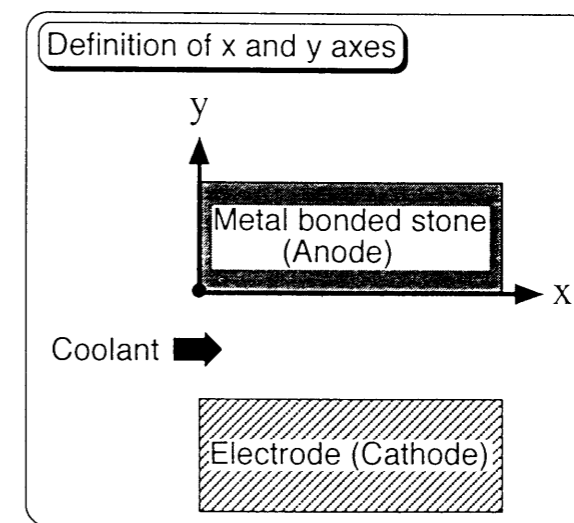 Definition of x and y axes
y
Metal bonded stone
(Anode)
x
Coolant
Electrode (Cathode)